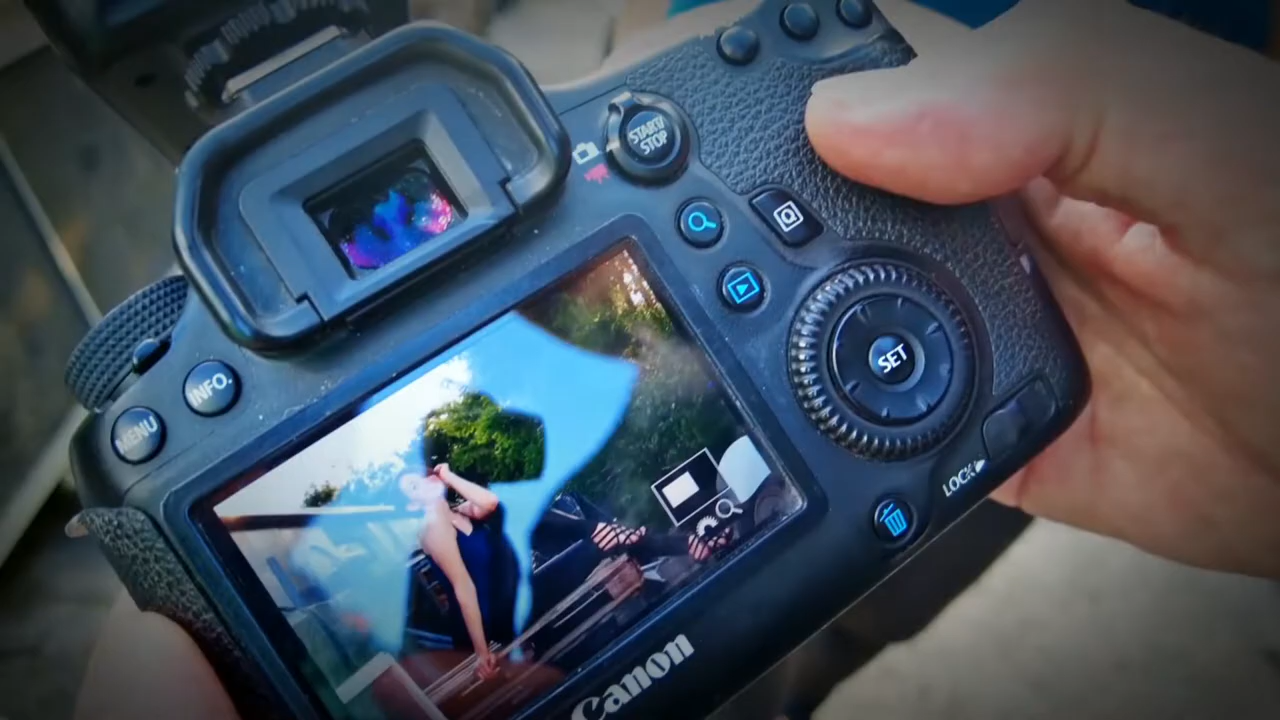 START/
STOP
Q
INFO.
MENU
SET
LOCK
Canon